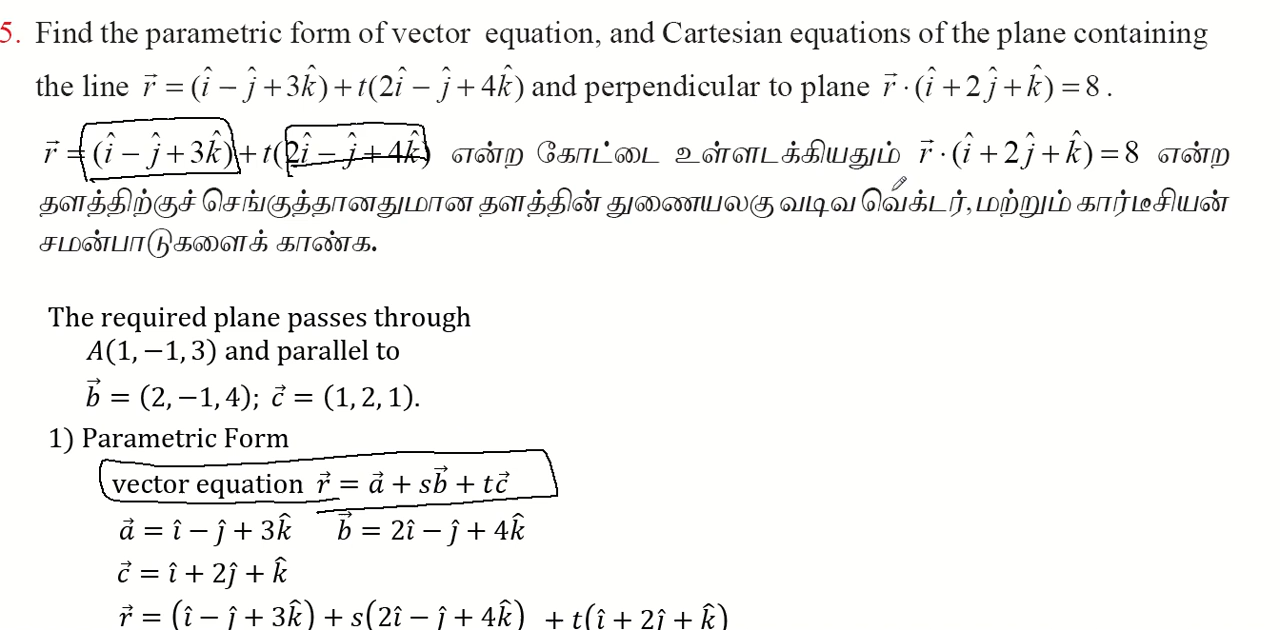 5. Find the parametric form of vector equation, and Cartesian equations of the plane containing
the line r⃗ = (î − ĵ + 3k̂) + t(2î − ĵ + 4k̂) and perpendicular to plane r⃗ · (î + 2ĵ + k̂) = 8 .
r⃗ = (î − ĵ + 3k̂) + t(2î − ĵ + 4k̂) என்ற கோட்டை உள்ளடக்கியதும் r⃗ · (î + 2ĵ + k̂) = 8 என்ற
தளத்திற்குச் செங்குத்தானதுமான தளத்தின் துணையலகு வடிவ வெக்டர், மற்றும் கார்டீசியன்
சமன்பாடுகளைக் காண்க.
The required plane passes through
A(1, −1, 3) and parallel to
b⃗ = (2, −1, 4); c⃗ = (1, 2, 1).
1) Parametric Form
vector equation r⃗ = a⃗ + sb⃗ + tc⃗
a⃗ = î − ĵ + 3k̂ b⃗ = 2î − ĵ + 4k̂
c⃗ = î + 2ĵ + k̂
r⃗ = (î − ĵ + 3k̂) + s(2î − ĵ + 4k̂) + t(î + 2ĵ + k̂)